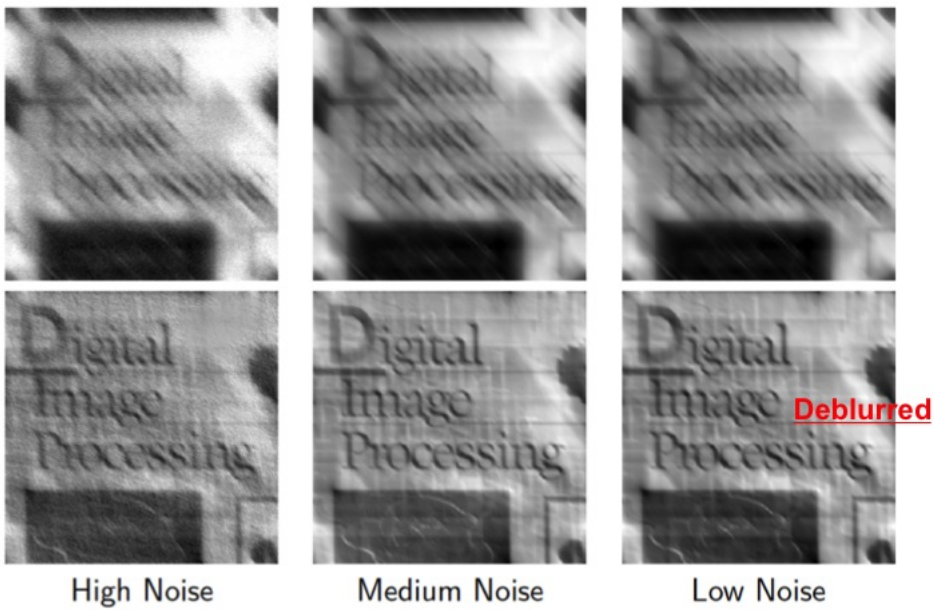 Digital
Image
Processing
Digital
Image
Processing
Digital
Image
Processing
Digital
Image
Processing
Digital
Image
Processing
Digital
Image
Processing
Deblurred
High Noise
Medium Noise
Low Noise